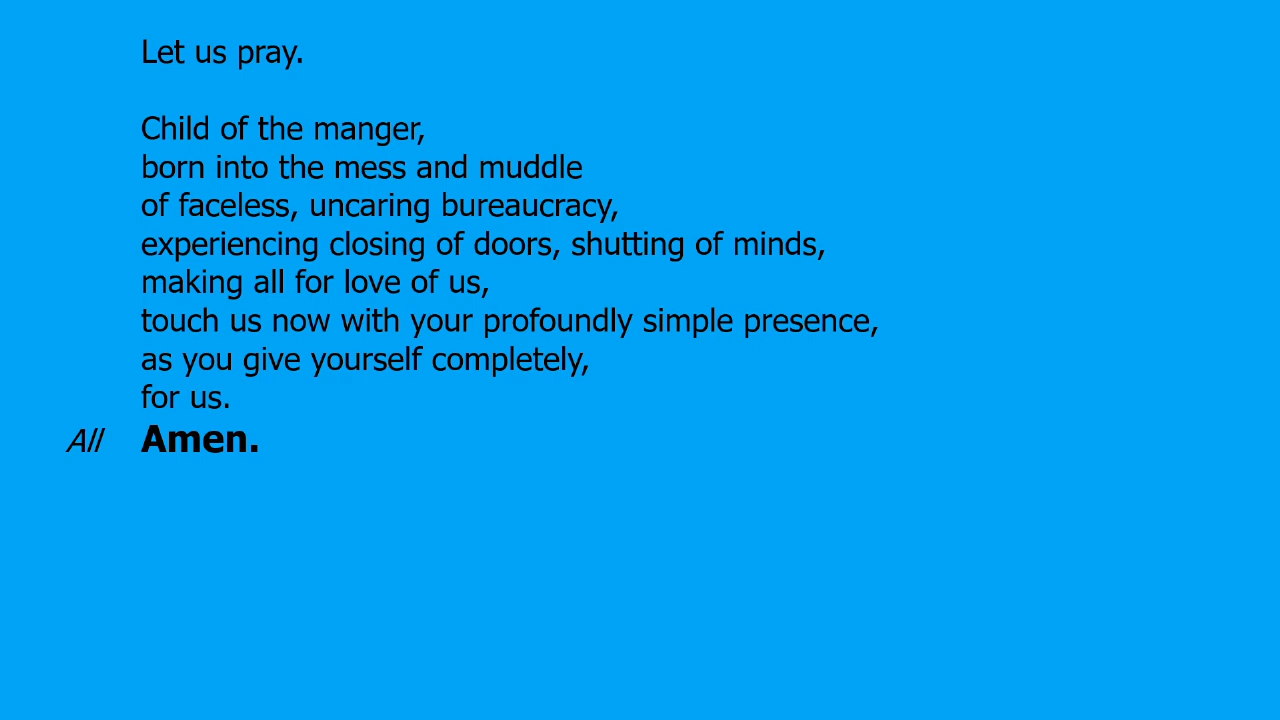 Let us pray.
Child of the manger,
born into the mess and muddle
of faceless, uncaring bureaucracy,
experiencing closing of doors, shutting of minds,
making all for love of us,
touch us now with your profoundly simple presence,
as you give yourself completely,
for us.
All Amen.